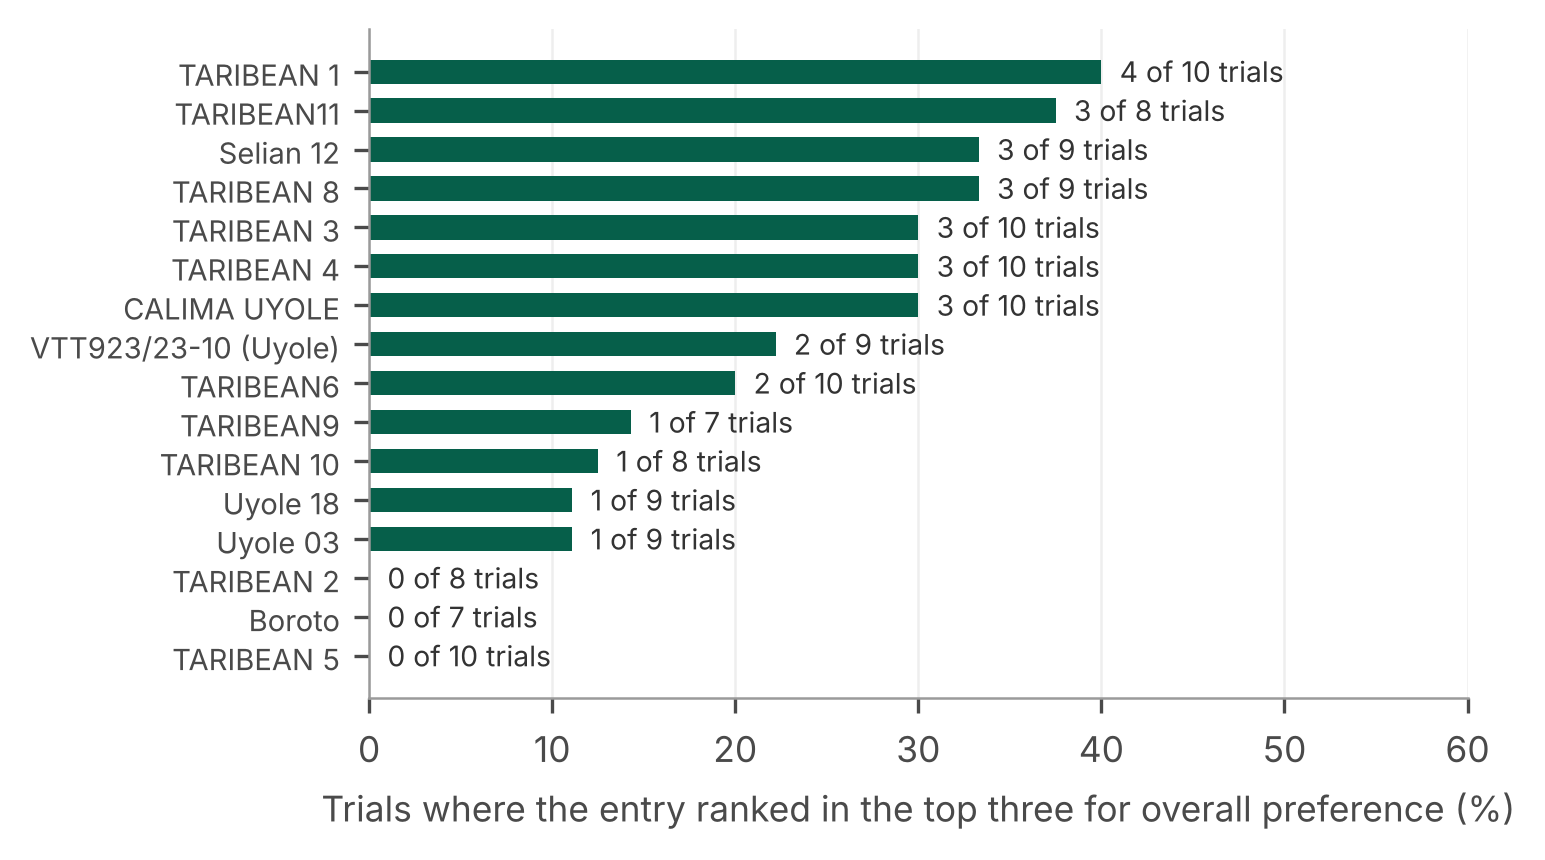 TARIBEAN 1 4 of 10 trials
TARIBEAN11 3 of 8 trials
Selian 12 3 of 9 trials
TARIBEAN 8 3 of 9 trials
TARIBEAN 3 3 of 10 trials
TARIBEAN 4 3 of 10 trials
CALIMA UYOLE 3 of 10 trials
VTT923/23-10 (Uyole) 2 of 9 trials
TARIBEAN6 2 of 10 trials
TARIBEAN9 1 of 7 trials
TARIBEAN 10 1 of 8 trials
Uyole 18 1 of 9 trials
Uyole 03 1 of 9 trials
TARIBEAN 2 0 of 8 trials
Boroto 0 of 7 trials
TARIBEAN 5 0 of 10 trials
0 10 20 30 40 50 60
Trials where the entry ranked in the top three for overall preference (%)